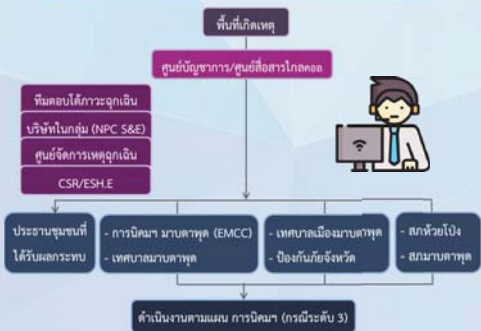 พื้นที่เกิดเหตุ
ศูนย์บัญชาการ/ศูนย์สื่อสารใกลคอล
ทีมตอบโต้ภาวะฉุกเฉิน
บริษัทในกลุ่ม (NPC S&E)
ศูนย์จัดการเหตุฉุกเฉิน
CSR/ESH.E
ประธานชุมชนที่
ได้รับผลกระทบ
- การนิคมฯ มาบตาพุด (EMCC)
- เทศบาลมาบตาพุด
- เทศบาลเมืองมาบตาพุด
- ป้องกันภัยจังหวัด
- สภห้วยโป่ง
- สภมาบตาพุด
ดำเนินงานตามแผน การนิคมฯ (กรณีระดับ 3)